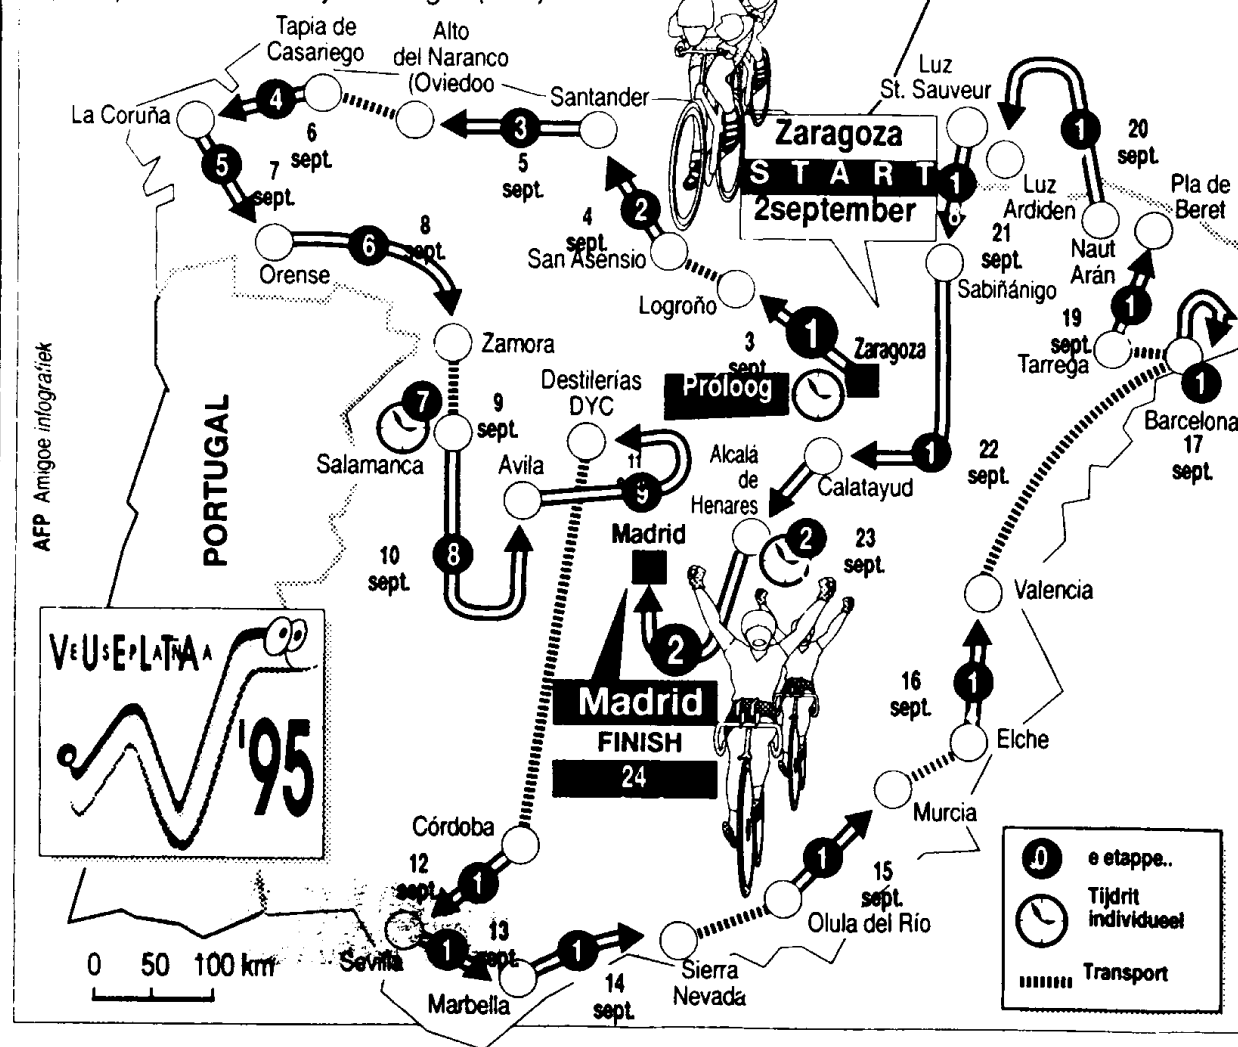 Tapia de
Casariego
Alto
del Naranco
(Oviedoo
Santander
La Coruña
4
6
sept.
3
5
sept.
5
7
sept.
2
4
sept.
San Asensio
Logroño
Orense
6
8
sept.
Zaragoza
START
2september
Luz
St. Sauveur
1
20
sept.
Luz
Ardiden
Pla de
Beret
Naut
Arán
1
21
sept.
Sabiñánigo
1
3
sept
Zaragoza
Proloog
19
sept.
1
Tarrega
1
Barcelona
17
sept.
Zamora
7
9
sept.
Salamanca
Destilerías
DYC
Avila
11
9
8
10
sept.
Alcalá
de
Henares
Calatayud
1
22
sept.
2
23
sept.
Madrid
2
Madrid
FINISH
24
AFP Amigoe infografiek
PORTUGAL
VEUSEPLATÑAA
'95
Valencia
1
16
sept.
Elche
Murcia
1
15
sept.
Olula del Río
Córdoba
12
sept.
1
Sevilla
1
13
sept.
Marbella
1
14
sept.
Sierra
Nevada
0 50 100 km
.0 e etappe..
Tijdrit
individueel
Transport